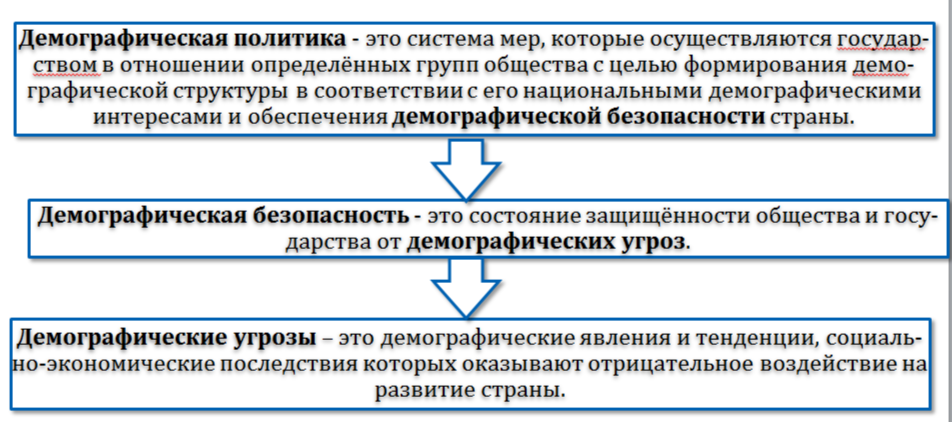 Демографическая политика - это система мер, которые осуществляются государ-
ством в отношении определённых групп общества с целью формирования демо-
графической структуры в соответствии с его национальными демографическими
интересами и обеспечения демографической безопасности страны.
Демографическая безопасность - это состояние защищённости общества и госу-
дарства от демографических угроз.
Демографические угрозы – это демографические явления и тенденции, социаль-
но-экономические последствия которых оказывают отрицательное воздействие на
развитие страны.